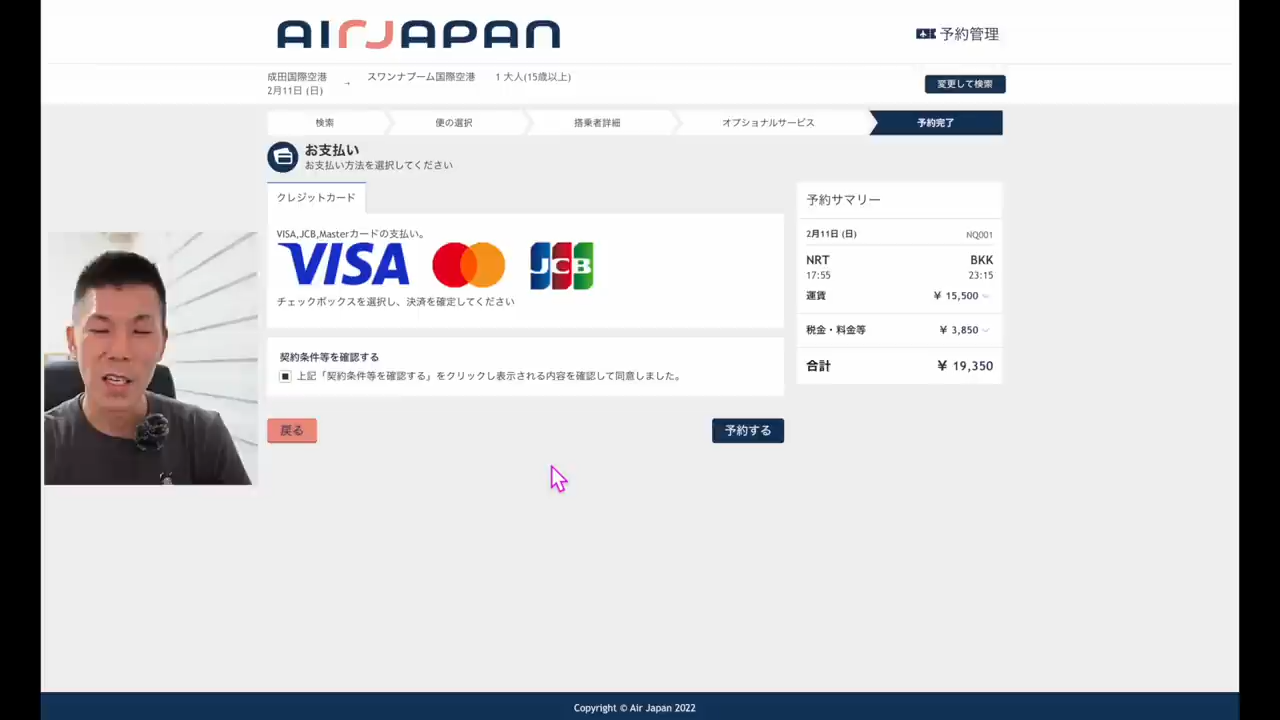 AIRJAPAN
予約管理
成田国際空港 → スワンナプーム国際空港 1 大人(15歳以上)
2月11日 (日)
変更して検索
検索
便の選択
搭乗者詳細
オプショナルサービス
予約完了
お支払い
お支払い方法を選択してください
クレジットカード
VISA,JCB,Masterカードの支払い。
VISA
JCB
チェックボックスを選択し、決済を確定してください
契約条件等を確認する
上記「契約条件等を確認する」をクリックし表示される内容を確認して同意しました。
戻る
予約する
予約サマリー
2月11日 (日) NQ001
NRT BKK
17:55 23:15
運賃 ¥ 15,500
税金・料金等 ¥ 3,850
合計 ¥ 19,350
Copyright © Air Japan 2022